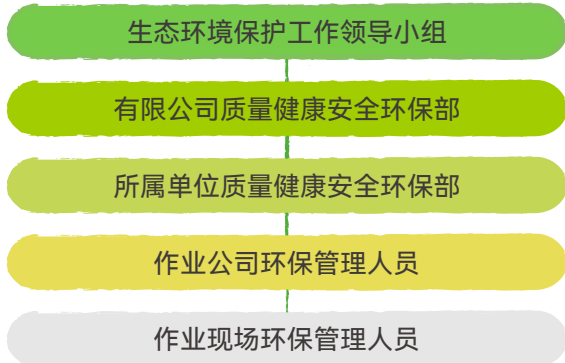 生态环境保护工作领导小组
有限公司质量健康安全环保部
所属单位质量健康安全环保部
作业公司环保管理人员
作业现场环保管理人员